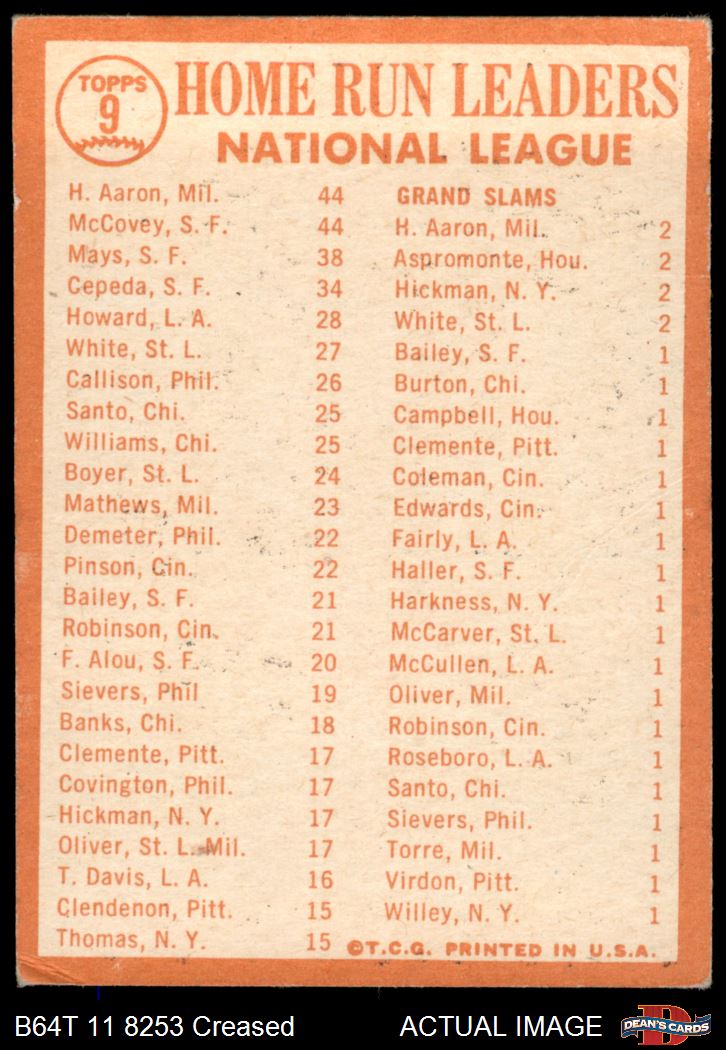 TOPPS
9
HOME RUN LEADERS
NATIONAL LEAGUE
H. Aaron, Mil. 44
McCovey, S. F. 44
Mays, S. F. 38
Cepeda, S. F. 34
Howard, L. A. 28
White, St. L. 27
Callison, Phil. 26
Santo, Chi. 25
Williams, Chi. 25
Boyer, St. L. 24
Mathews, Mil. 23
Demeter, Phil. 22
Pinson, Cin. 22
Bailey, S. F. 21
Robinson, Cin. 21
F. Alou, S. F. 20
Sievers, Phil 19
Banks, Chi. 18
Clemente, Pitt. 17
Covington, Phil. 17
Hickman, N. Y. 17
Oliver, St. L.-Mil. 17
T. Davis, L. A. 16
Clendenon, Pitt. 15
Thomas, N. Y. 15
GRAND SLAMS
H. Aaron, Mil. 2
Aspromonte, Hou. 2
Hickman, N. Y. 2
White, St. L. 2
Bailey, S. F. 1
Burton, Chi. 1
Campbell, Hou. 1
Clemente, Pitt. 1
Coleman, Cin. 1
Edwards, Cin. 1
Fairly, L. A. 1
Haller, S. F. 1
Harkness, N. Y. 1
McCarver, St. L. 1
McCullen, L. A. 1
Oliver, Mil. 1
Robinson, Cin. 1
Roseboro, L. A. 1
Santo, Chi. 1
Sievers, Phil. 1
Torre, Mil. 1
Virdon, Pitt. 1
Willey, N. Y. 1
©T.C.G. PRINTED IN U.S.A.
B64T 11 8253 Creased
ACTUAL IMAGE
DEAN'S CARDS